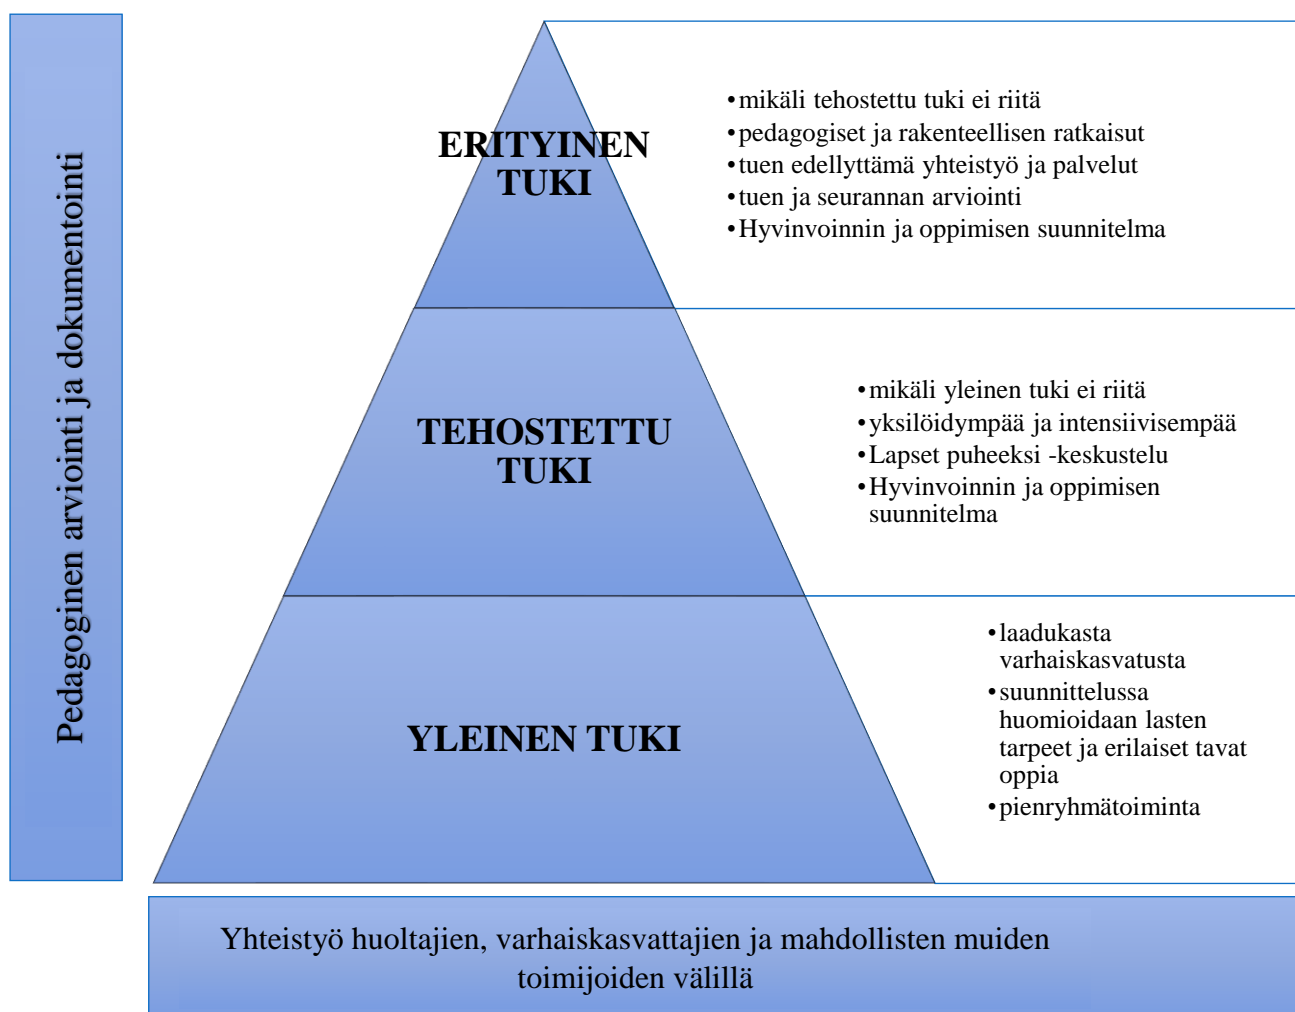 Pedagoginen arviointi ja dokumentointi
ERITYINEN
TUKI
•mikäli tehostettu tuki ei riitä
•pedagogiset ja rakenteellisen ratkaisut
•tuen edellyttämä yhteistyö ja palvelut
•tuen ja seurannan arviointi
•Hyvinvoinnin ja oppimisen suunnitelma
TEHOSTETTU
TUKI
•mikäli yleinen tuki ei riitä
•yksilöidympää ja intensiivisempää
•Lapset puheeksi -keskustelu
•Hyvinvoinnin ja oppimisen
suunnitelma
YLEINEN TUKI
•laadukasta
varhaiskasvatusta
•suunnittelussa
huomioidaan lasten
tarpeet ja erilaiset tavat
oppia
•pienryhmätoiminta
Yhteistyö huoltajien, varhaiskasvattajien ja mahdollisten muiden
toimijoiden välillä